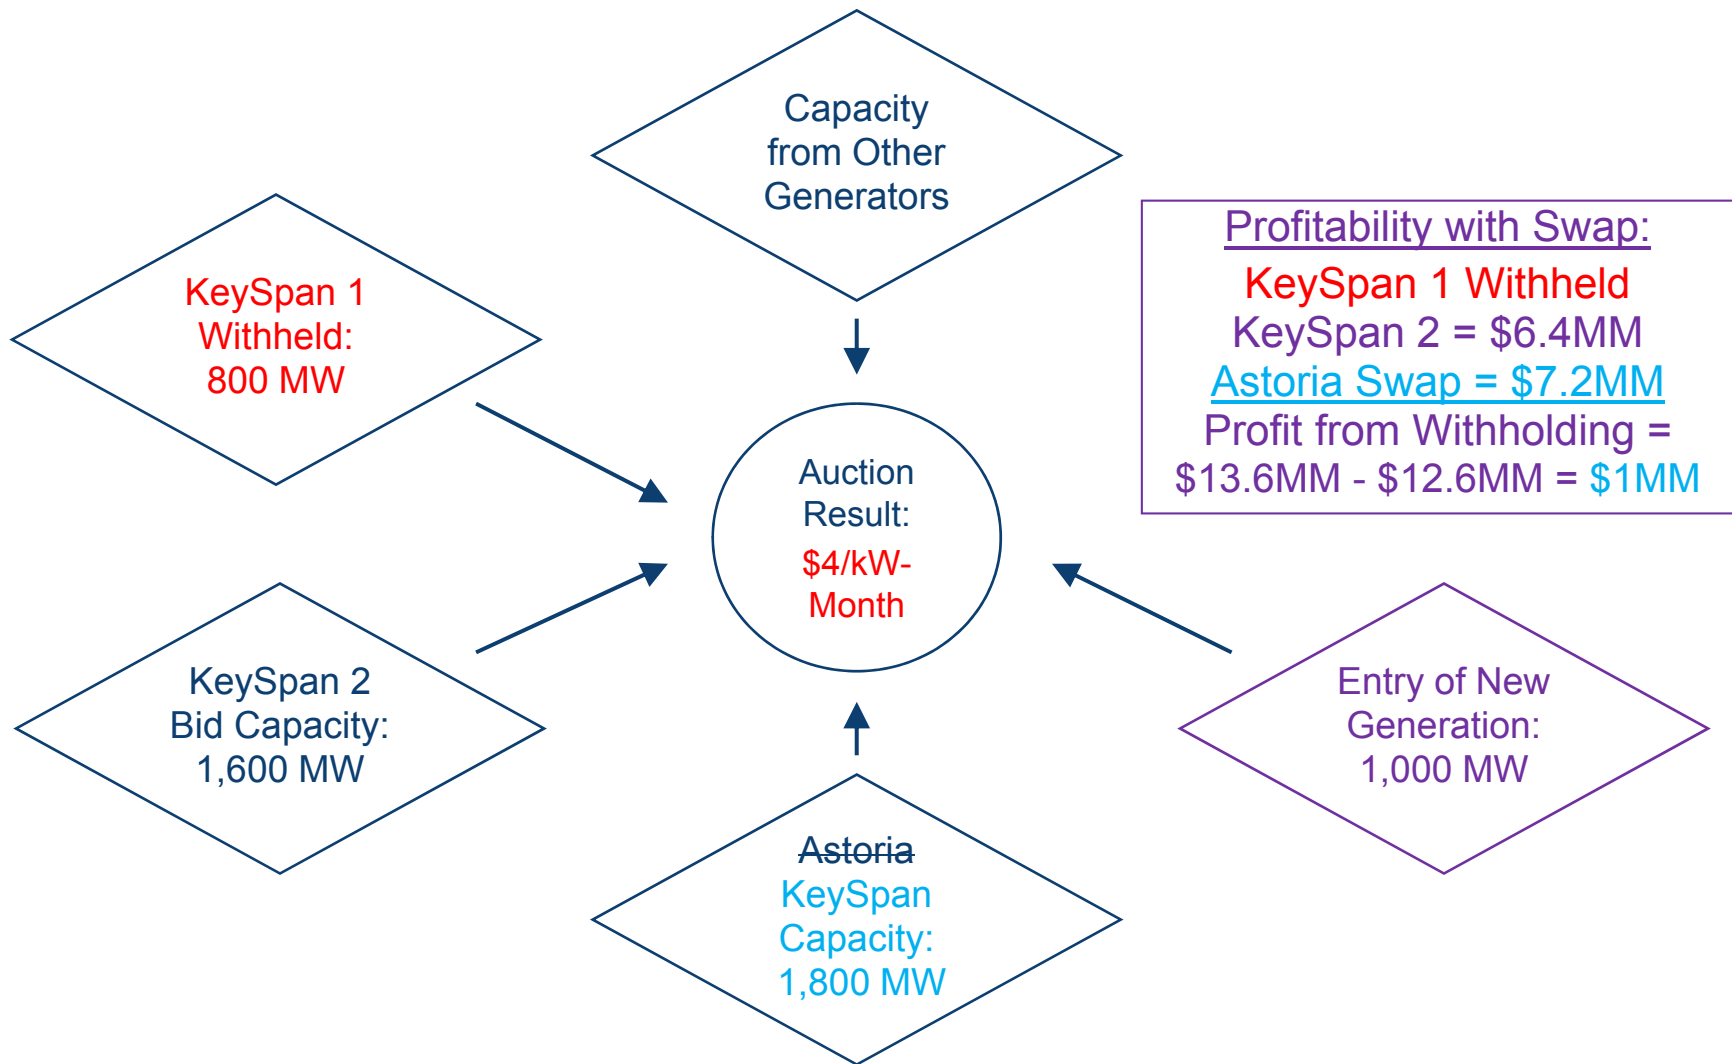 Capacity
from Other
Generators
KeySpan 1
Withheld:
800 MW
Profitability with Swap:
KeySpan 1 Withheld
KeySpan 2 = $6.4MM
Astoria Swap = $7.2MM
Profit from Withholding =
$13.6MM - $12.6MM = $1MM
Auction
Result:
$4/kW-
Month
KeySpan 2
Bid Capacity:
1,600 MW
Entry of New
Generation:
1,000 MW
Astoria
KeySpan
Capacity:
1,800 MW